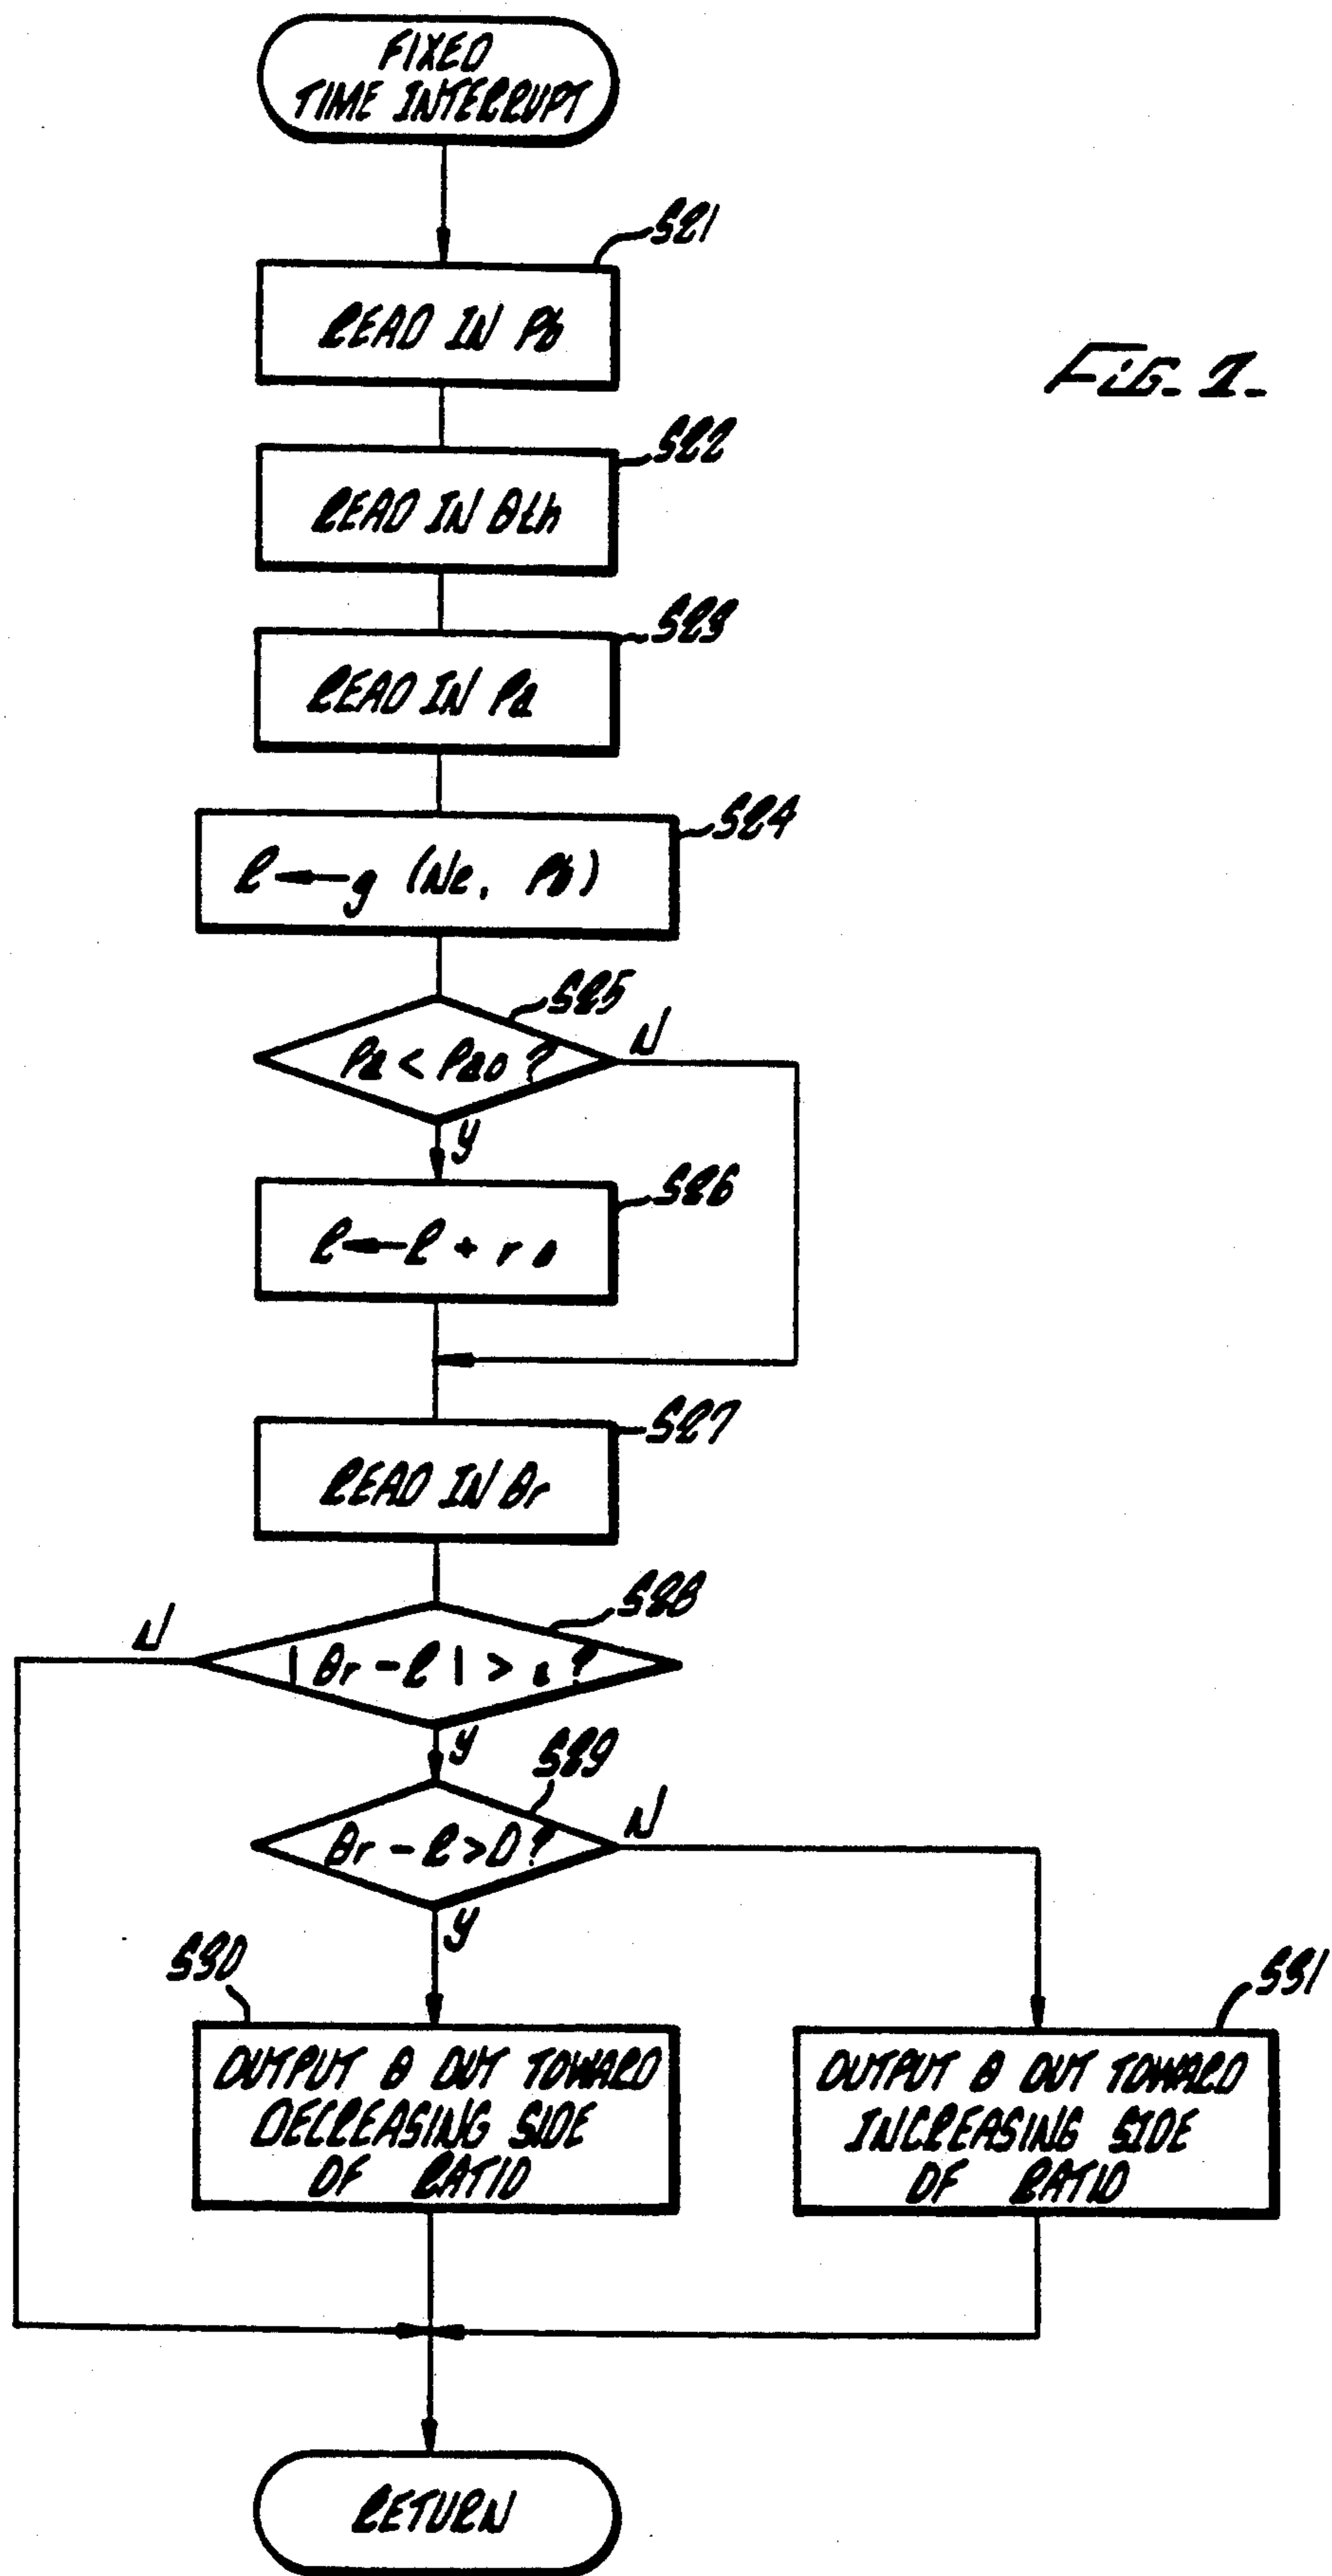 FIXED
TIME INTERRUPT
S21
READ IN Pb
Fig-7-
S22
READ IN θth
S23
READ IN Pa
S24
R ← g (Ne, Pb)
S25
Pa < Pao ?
N
Y
S26
R ← R + r
S27
READ IN θr
S28
N
| θr - R | > ?
Y
S29
θr - R > 0 ?
N
Y
S30
S31
OUTPUT θ OUT TOWARD
DECREASING SIDE
OF RATIO
OUTPUT θ OUT TOWARD
INCREASING SIDE
OF RATIO
RETURN